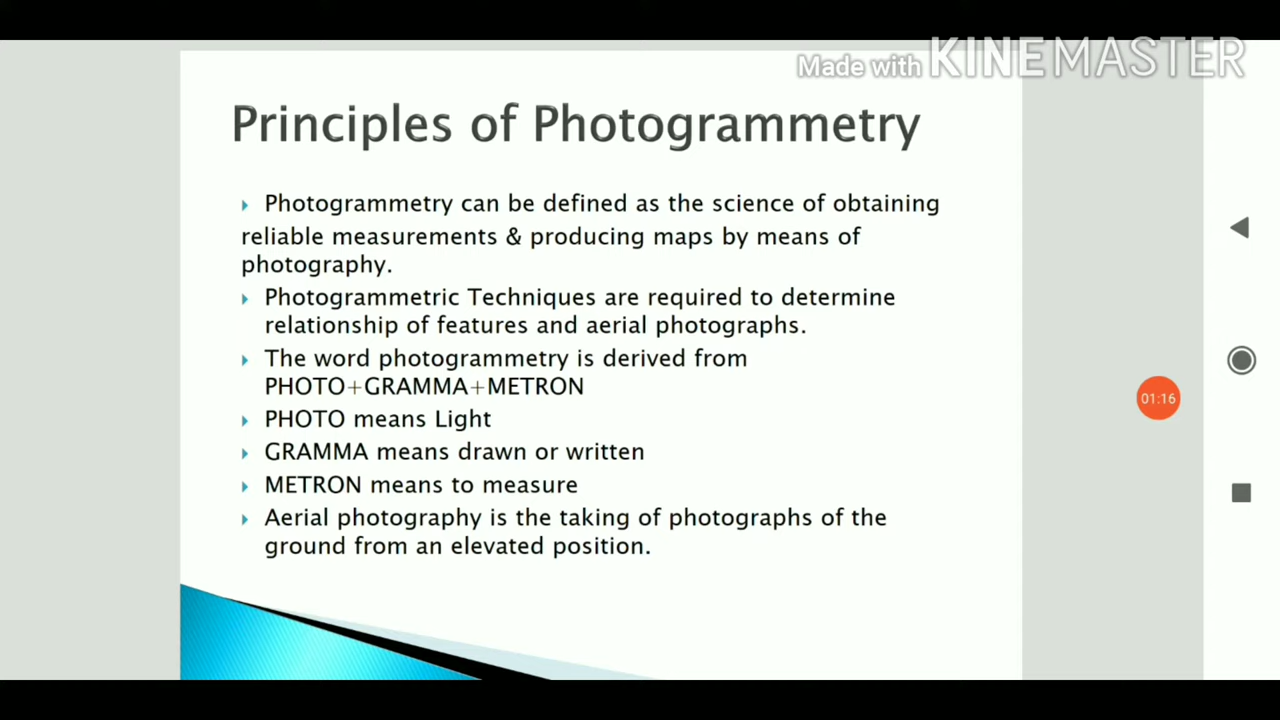 Made with KINEMASTER
Principles of Photogrammetry
Photogrammetry can be defined as the science of obtaining
reliable measurements & producing maps by means of
photography.
Photogrammetric Techniques are required to determine
relationship of features and aerial photographs.
The word photogrammetry is derived from
PHOTO+GRAMMA+METRON
PHOTO means Light
GRAMMA means drawn or written
METRON means to measure
Aerial photography is the taking of photographs of the
ground from an elevated position.
01:16